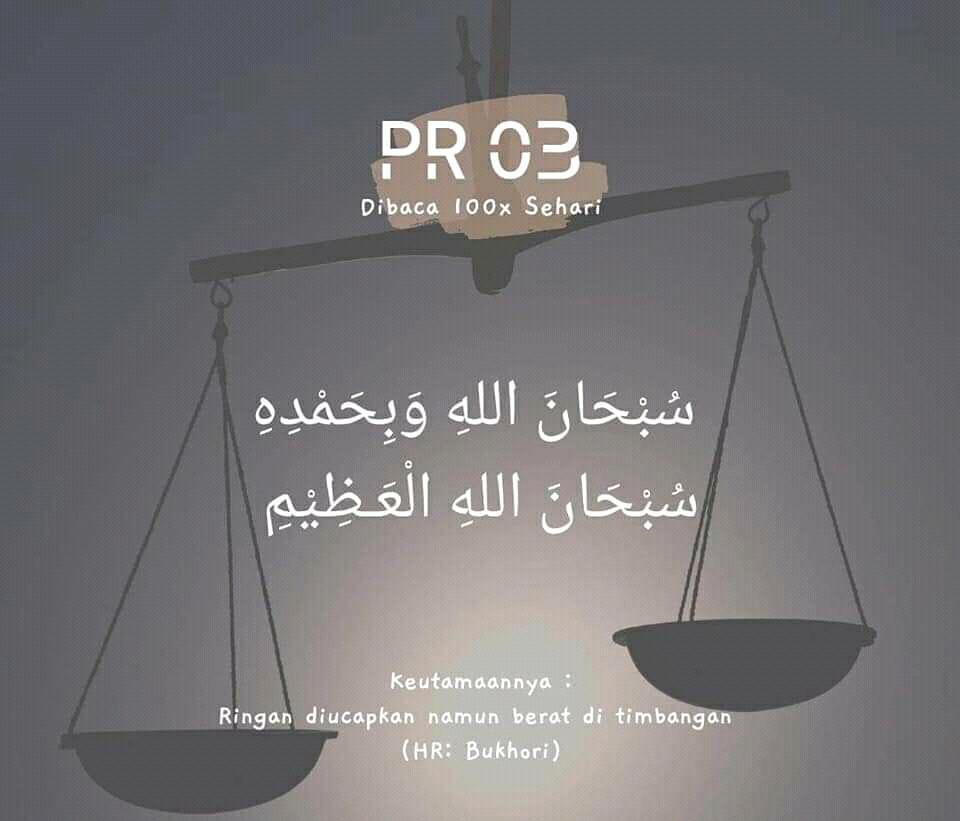 PR 03
Dibaca 100x Sehari
سُبْحَانَ اللهِ وَبِحَمْدِهِ
سُبْحَانَ اللهِ الْعَظِيْمِ
Keutamaannya :
Ringan diucapkan namun berat di timbangan
(HR: Bukhori)